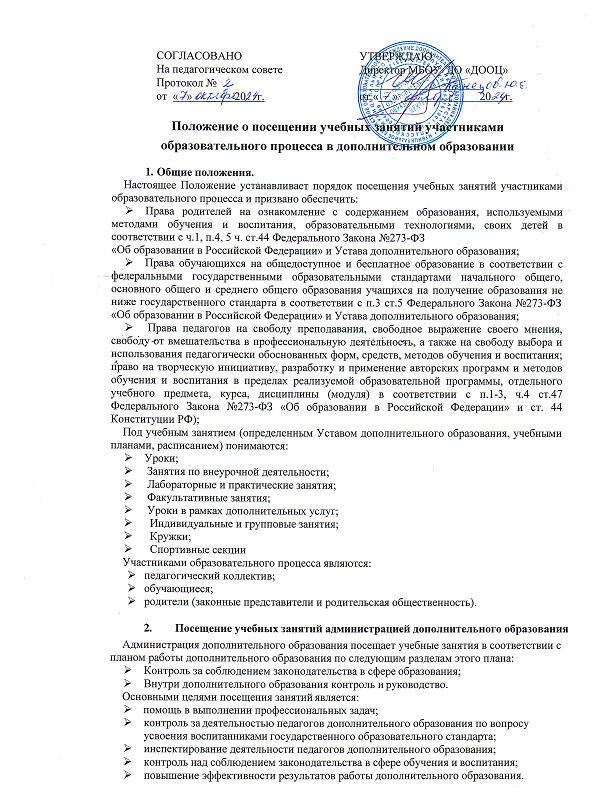 СОГЛАСОВАНО
На педагогическом совете
Протокол № 2
от «7» октября 2024г.
УТВЕРЖДАЮ
Директор МБОУ ДО «ДООЦ»
Кузнецов Ю.Е.
от «7» октября 2024г.
Положение о посещении учебных занятий участниками
образовательного процесса в дополнительном образовании
1. Общие положения.
Настоящее Положение устанавливает порядок посещения учебных занятий участниками
образовательного процесса и призвано обеспечить:
➢ Права родителей на ознакомление с содержанием образования, используемыми
методами обучения и воспитания, образовательными технологиями, своих детей в
соответствии с ч.1, п.4, 5 ч. ст.44 Федерального Закона №273-ФЗ
«Об образовании в Российской Федерации» и Устава дополнительного образования;
➢ Права обучающихся на общедоступное и бесплатное образование в соответствии с
федеральными государственными образовательными стандартами начального общего,
основного общего и среднего общего образования учащихся на получение образования не
ниже государственного стандарта в соответствии с п.3 ст.5 Федерального Закона №273-ФЗ
«Об образовании в Российской Федерации» и Устава дополнительного образования;
➢ Права педагогов на свободу преподавания, свободное выражение своего мнения,
свободу от вмешательства в профессиональную деятельность, а также на свободу выбора и
использования педагогически обоснованных форм, средств, методов обучения и воспитания;
право на творческую инициативу, разработку и применение авторских программ и методов
обучения и воспитания в пределах реализуемой образовательной программы, отдельного
учебного предмета, курса, дисциплины (модуля) в соответствии с п.1-3, ч.4 ст.47
Федерального Закона №273-ФЗ «Об образовании в Российской Федерации» и ст. 44
Конституции РФ);
Под учебным занятием (определенным Уставом дополнительного образования, учебными
планами, расписанием) понимаются:
➢ Уроки;
➢ Занятия по внеурочной деятельности;
➢ Лабораторные и практические занятия;
➢ Факультативные занятия;
➢ Уроки в рамках дополнительных услуг;
➢ Индивидуальные и групповые занятия;
➢ Кружки;
➢ Спортивные секции
Участниками образовательного процесса являются:
➢ педагогический коллектив;
➢ обучающиеся;
➢ родители (законные представители и родительская общественность).
2. Посещение учебных занятий администрацией дополнительного образования
Администрация дополнительного образования посещает учебные занятия в соответствии с
планом работы дополнительного образования по следующим разделам этого плана:
➢ Контроль за соблюдением законодательства в сфере образования;
➢ Внутри дополнительного образования контроль и руководство.
Основными целями посещения занятий является:
➢ помощь в выполнении профессиональных задач;
➢ контроль за деятельностью педагогов дополнительного образования по вопросу
усвоения воспитанниками государственного образовательного стандарта;
➢ инспектирование деятельности педагогов дополнительного образования;
➢ контроль над соблюдением законодательства в сфере обучения и воспитания;
➢ повышение эффективности результатов работы дополнительного образования.